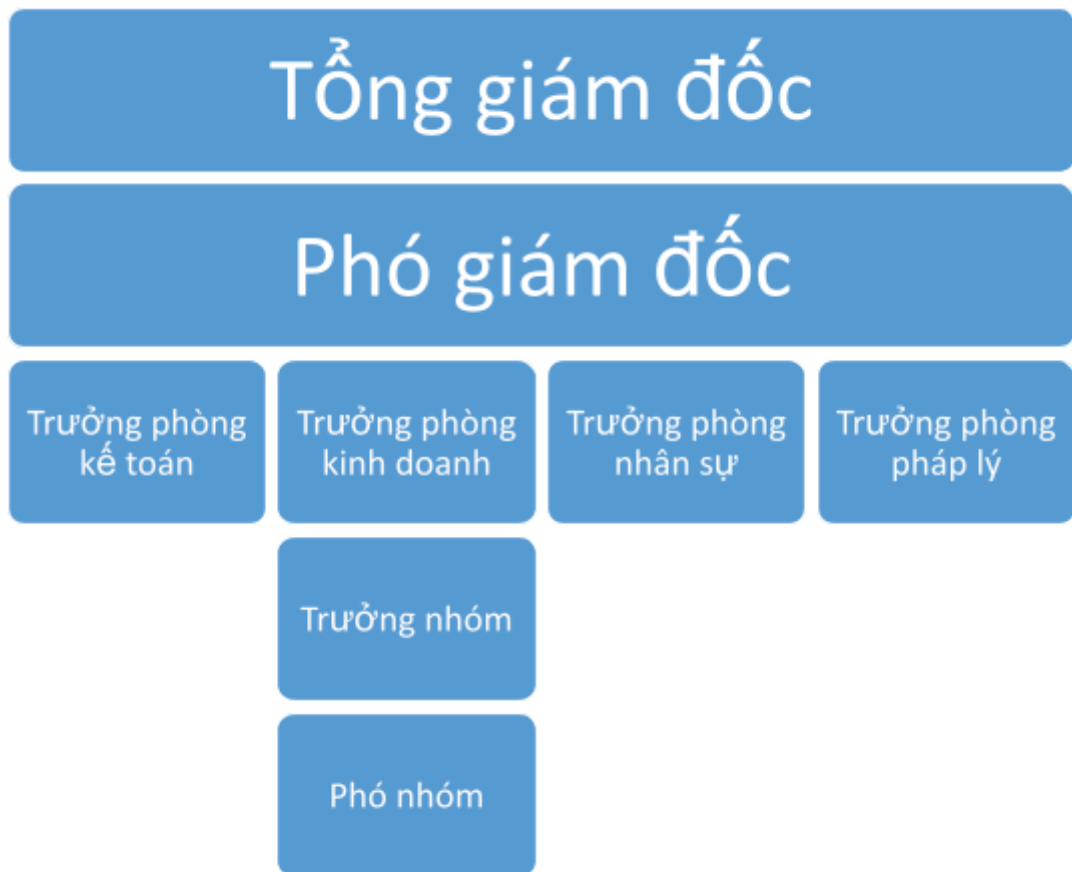 Tổng giám đốc
Phó giám đốc
Trưởng phòng
kế toán
Trưởng phòng
kinh doanh
Trưởng phòng
nhân sự
Trưởng phòng
pháp lý
Trưởng nhóm
Phó nhóm